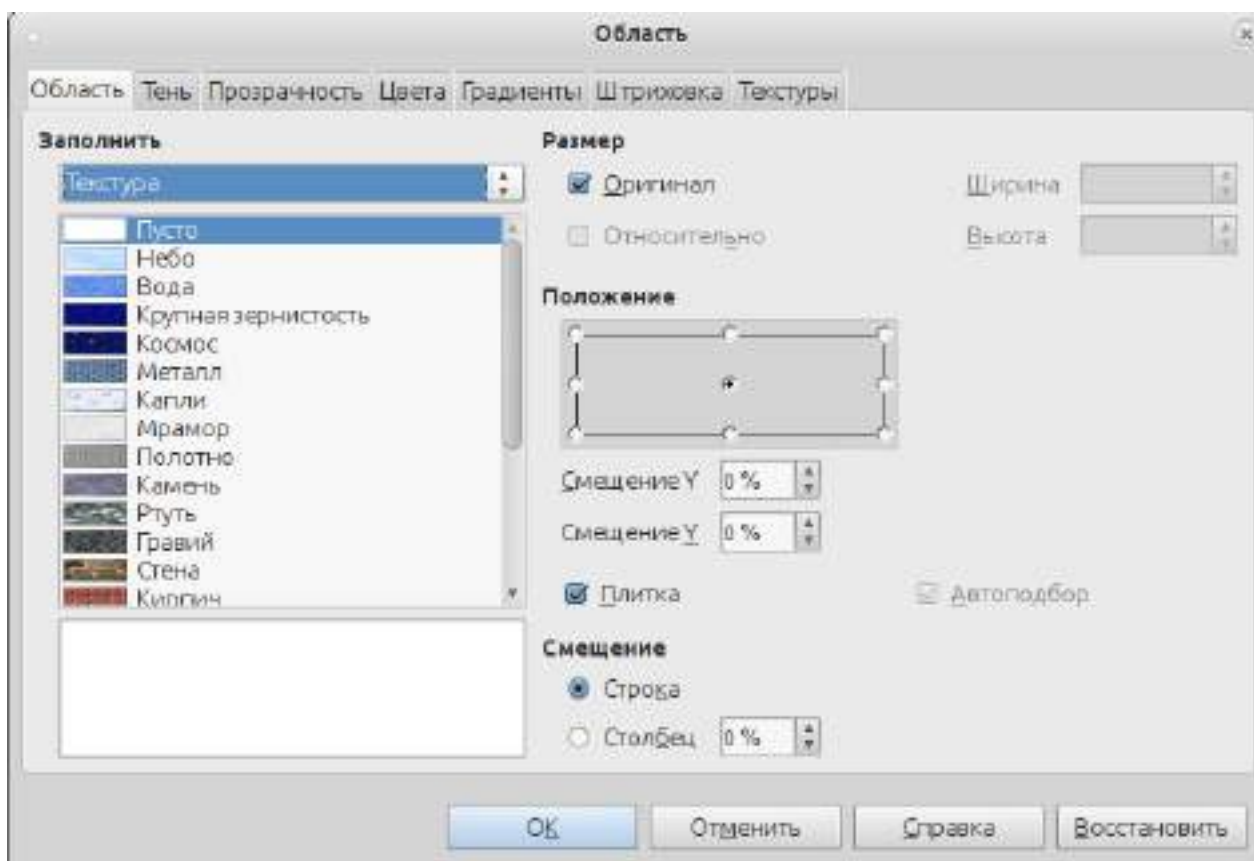 Область
Область Тень Прозрачность Цвета Градиенты Штриховка Текстуры
Заполнить
Текстура
Пусто
Небо
Вода
Крупная зернистость
Космос
Металл
Капли
Мрамор
Полотно
Камень
Ртуть
Гравий
Стена
Кирпич
Размер
Оригинал
Ширина
Относительно
Высота
Положение
Смещение Y 0 %
Смещение Y 0 %
Плитка
Автоподбор
Смещение
Строка
Столбец 0 %
OK Отменить Справка Восстановить